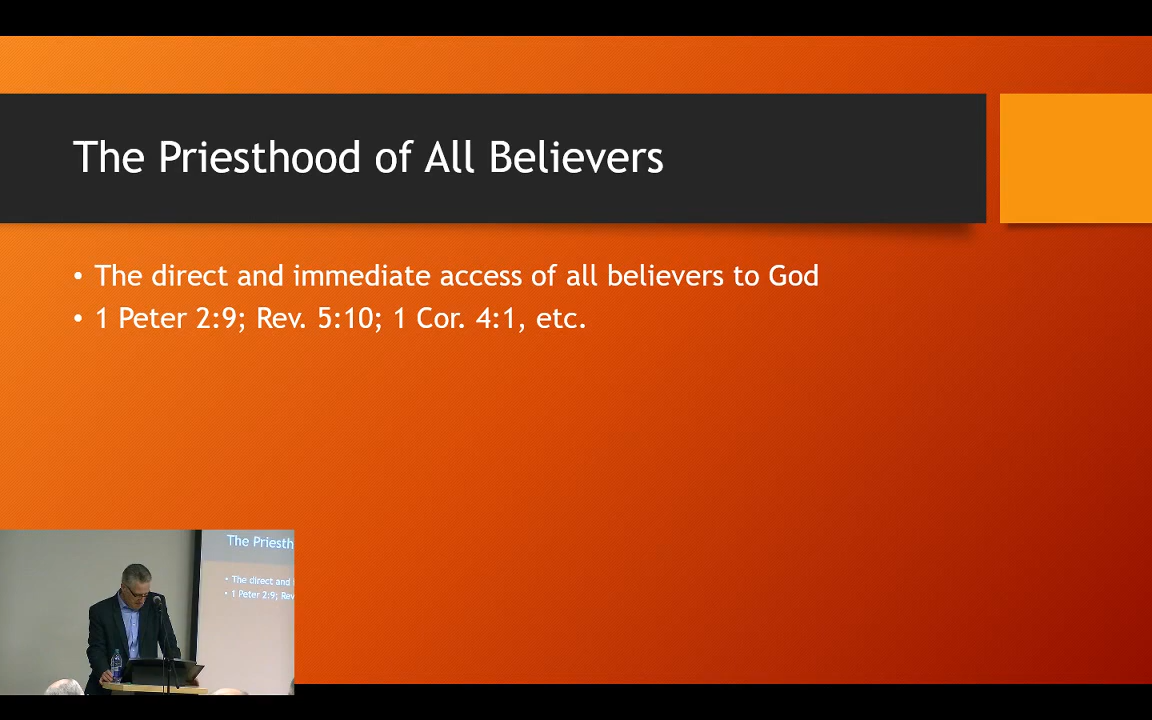 The Priesthood of All Believers
• The direct and immediate access of all believers to God
• 1 Peter 2:9; Rev. 5:10; 1 Cor. 4:1, etc.
The Priesth
• The direct and
• 1 Peter 2:9; Rev